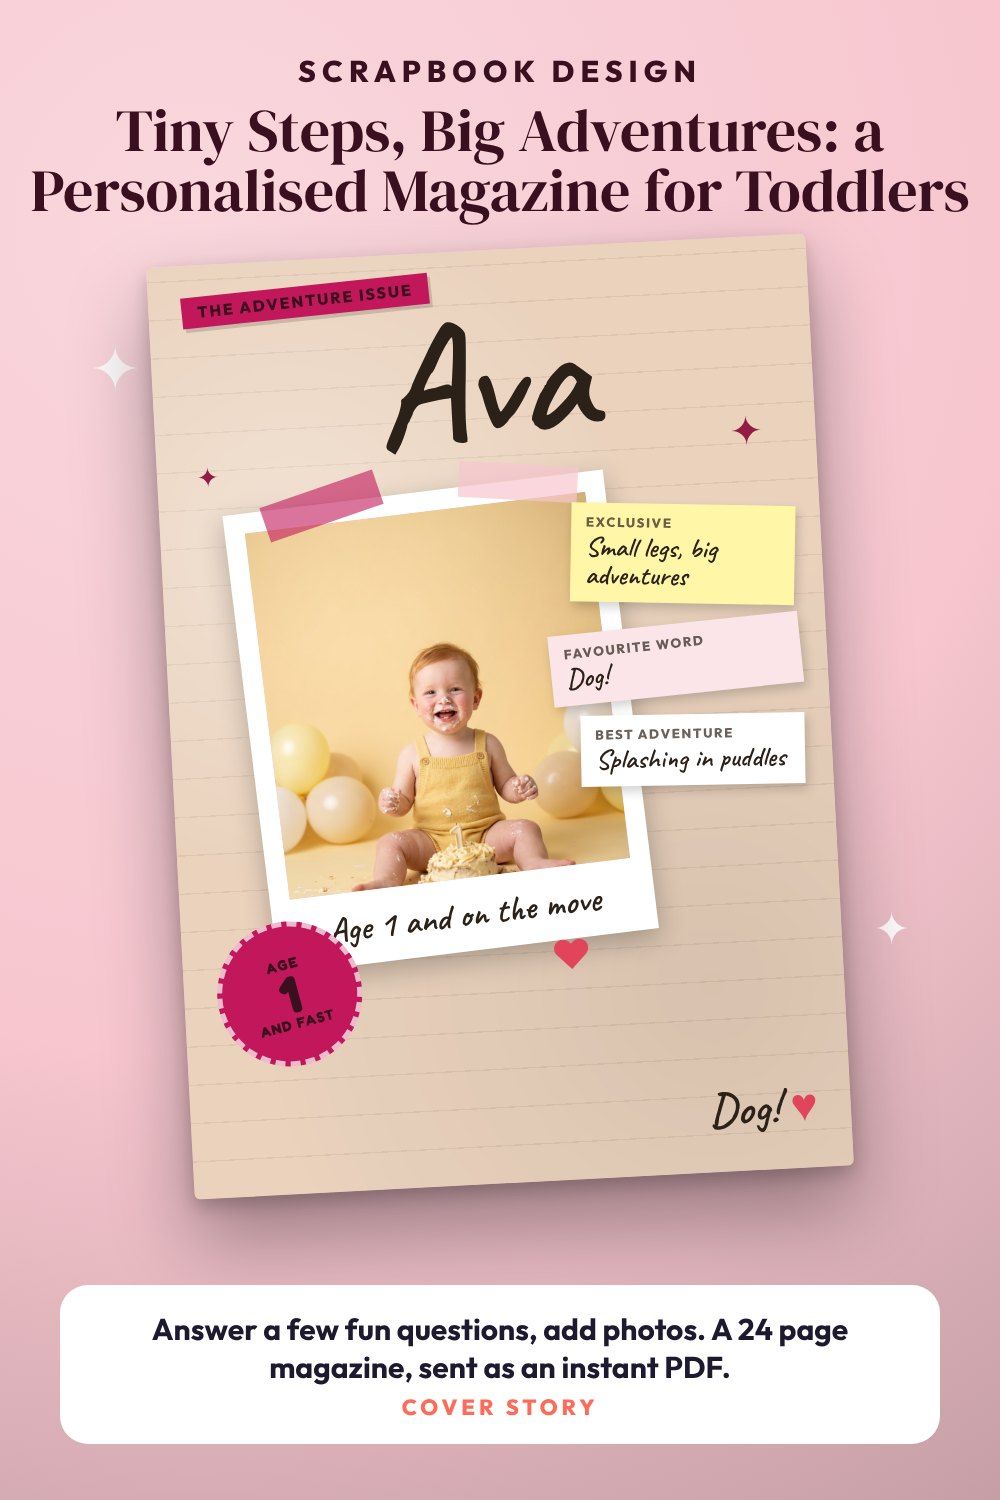 SCRAPBOOK DESIGN
Tiny Steps, Big Adventures: a
Personalised Magazine for Toddlers
THE ADVENTURE ISSUE
Ava
EXCLUSIVE
Small legs, big
adventures
FAVOURITE WORD
Dog!
BEST ADVENTURE
Splashing in puddles
Age 1 and on the move
AGE
1
AND FAST
Dog! ♥
Answer a few fun questions, add photos. A 24 page
magazine, sent as an instant PDF.
COVER STORY